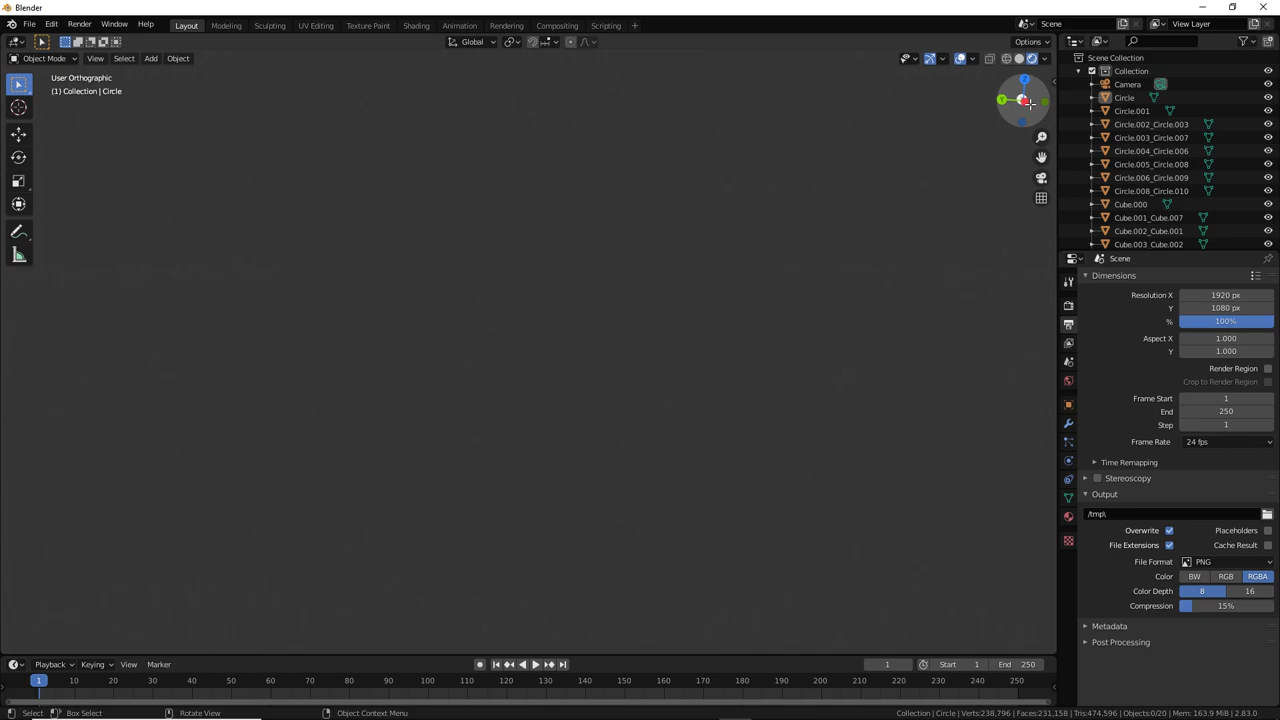 Blender
File Edit Render Window Help Layout Modeling Sculpting UV Editing Texture Paint Shading Animation Rendering Compositing Scripting + Scene View Layer
Global Options
Object Mode View Select Add Object
User Orthographic
(1) Collection | Circle
Z
Y
Scene Collection
Collection
Camera
Circle
Circle.001
Circle.002_Circle.003
Circle.003_Circle.007
Circle.004_Circle.006
Circle.005_Circle.008
Circle.006_Circle.009
Circle.008_Circle.010
Cube.000
Cube.001_Cube.007
Cube.002_Cube.001
Cube.003_Cube.002
Scene
Dimensions
Resolution X 1920 px
Y 1080 px
% 100%
Aspect X 1.000
Y 1.000
Render Region
Crop to Render Region
Frame Start 1
End 250
Step 1
Frame Rate 24 fps
Time Remapping
Stereoscopy
Output
/tmp\
Overwrite Placeholders
File Extensions Cache Result
File Format PNG
Color BW RGB RGBA
Color Depth 8 16
Compression 15%
Metadata
Post Processing
Playback Keying View Marker 1 Start 1 End 250
1 10 20 30 40 50 60 70 80 90 100 110 120 130 140 150 160 170 180 190 200 210 220 230 240 250
Select Box Select Rotate View Object Context Menu Collection | Circle | Verts:238,796 | Faces:231,158 | Tris:474,596 | Objects:0/20 | Mem: 163.9 MiB | 2.83.0